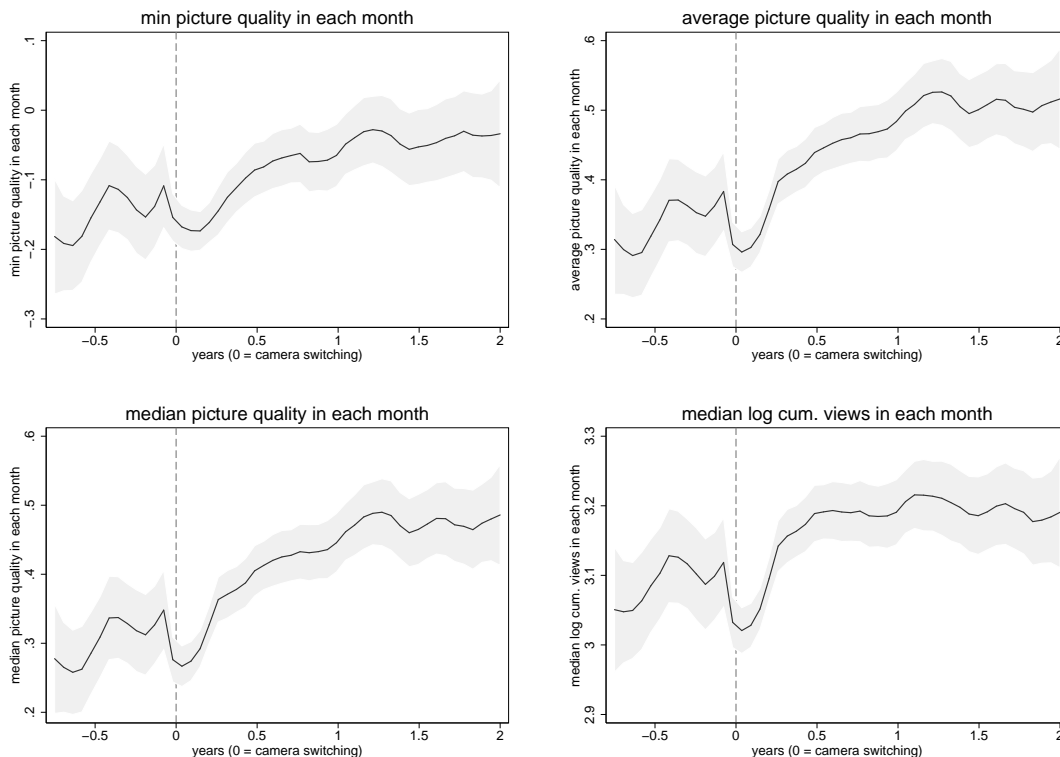 min picture quality in each month
min picture quality in each month
.1
0
-.1
-.2
-.3
−0.5 0 0.5 1 1.5 2
years (0 = camera switching)
average picture quality in each month
average picture quality in each month
.6
.5
.4
.3
.2
−0.5 0 0.5 1 1.5 2
years (0 = camera switching)
median picture quality in each month
median picture quality in each month
.6
.5
.4
.3
.2
−0.5 0 0.5 1 1.5 2
years (0 = camera switching)
median log cum. views in each month
median log cum. views in each month
3.3
3.2
3.1
3
2.9
−0.5 0 0.5 1 1.5 2
years (0 = camera switching)